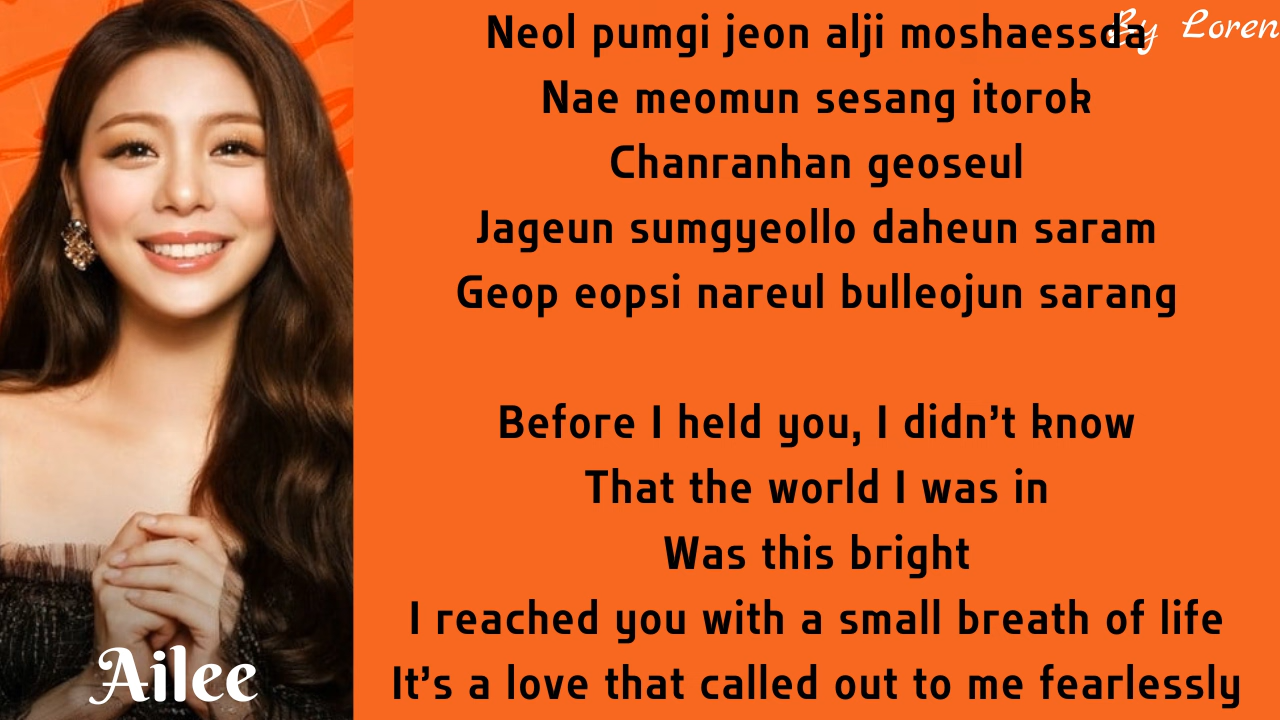 By Loren
Neol pumgi jeon alji moshaessda
Nae meomun sesang itorok
Chanranhan geoseul
Jageun sumgyeollo daheun saram
Geop eopsi nareul bulleojun sarang
Before I held you, I didn’t know
That the world I was in
Was this bright
I reached you with a small breath of life
It’s a love that called out to me fearlessly
Ailee